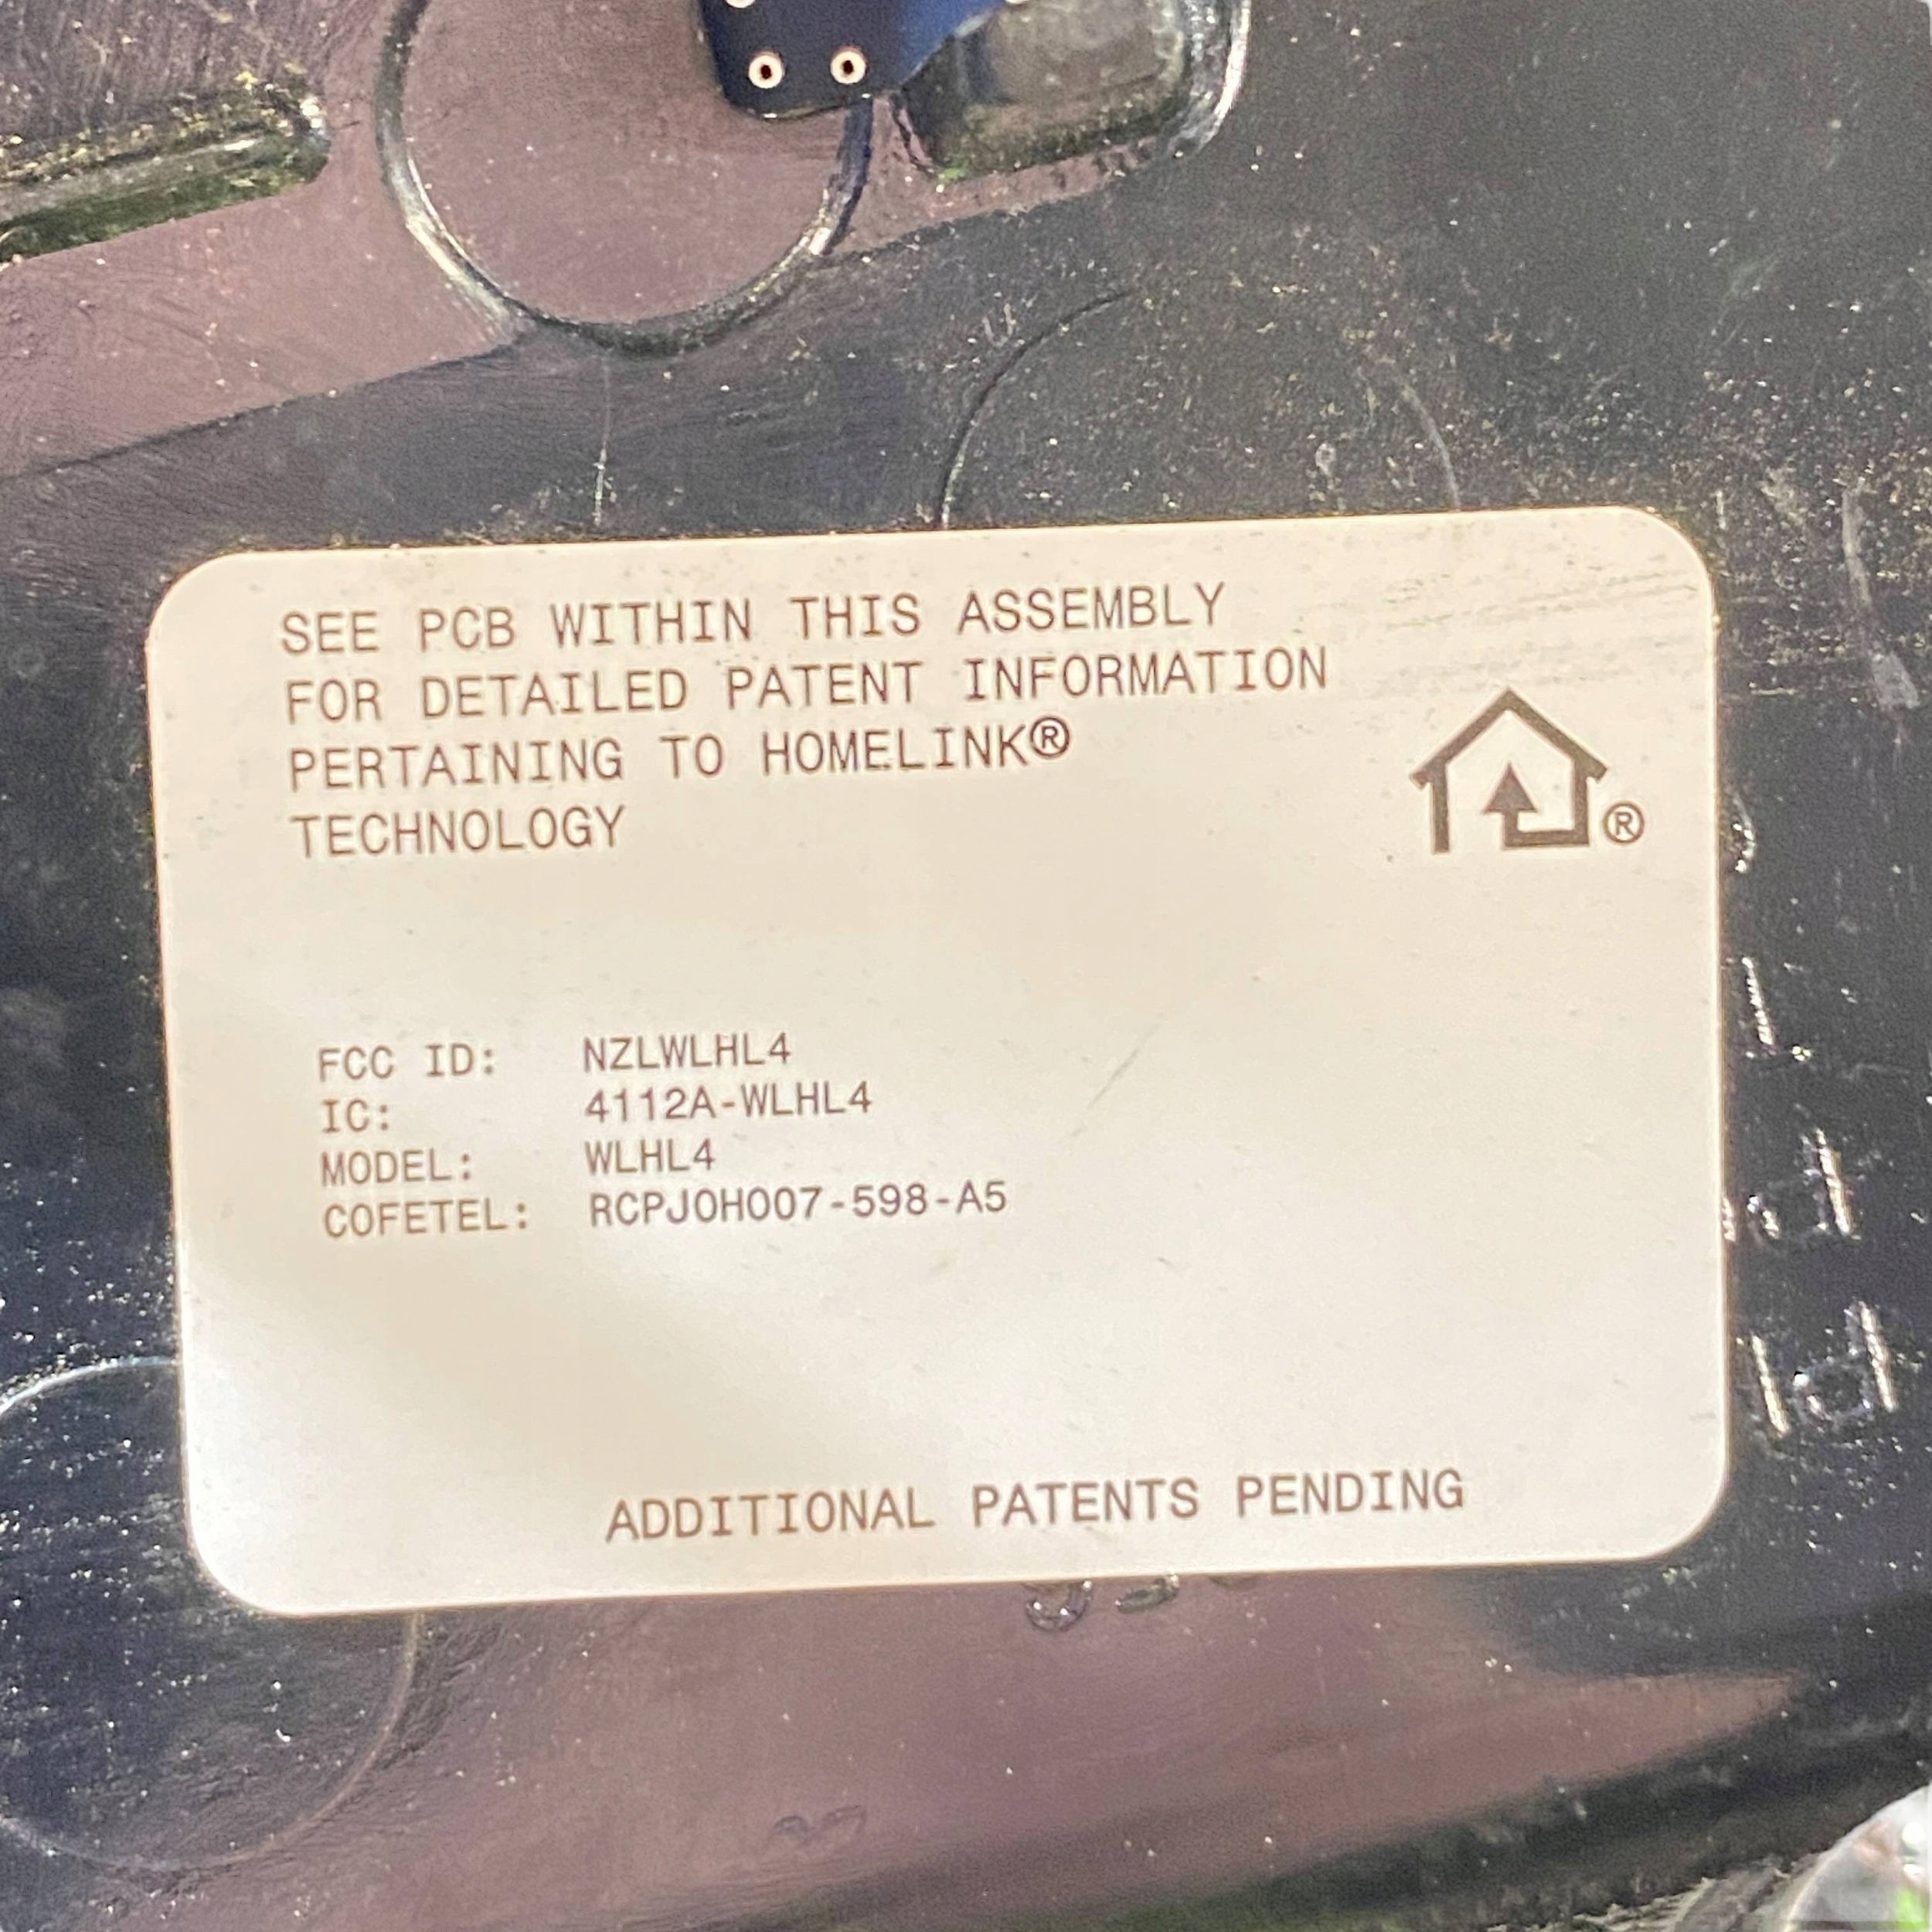 SEE PCB WITHIN THIS ASSEMBLY
FOR DETAILED PATENT INFORMATION
PERTAINING TO HOMELINK®
TECHNOLOGY
®
FCC ID: NZLWLHL4
IC: 4112A-WLHL4
MODEL: WLHL4
COFETEL: RCPJOH007-598-A5
ADDITIONAL PATENTS PENDING